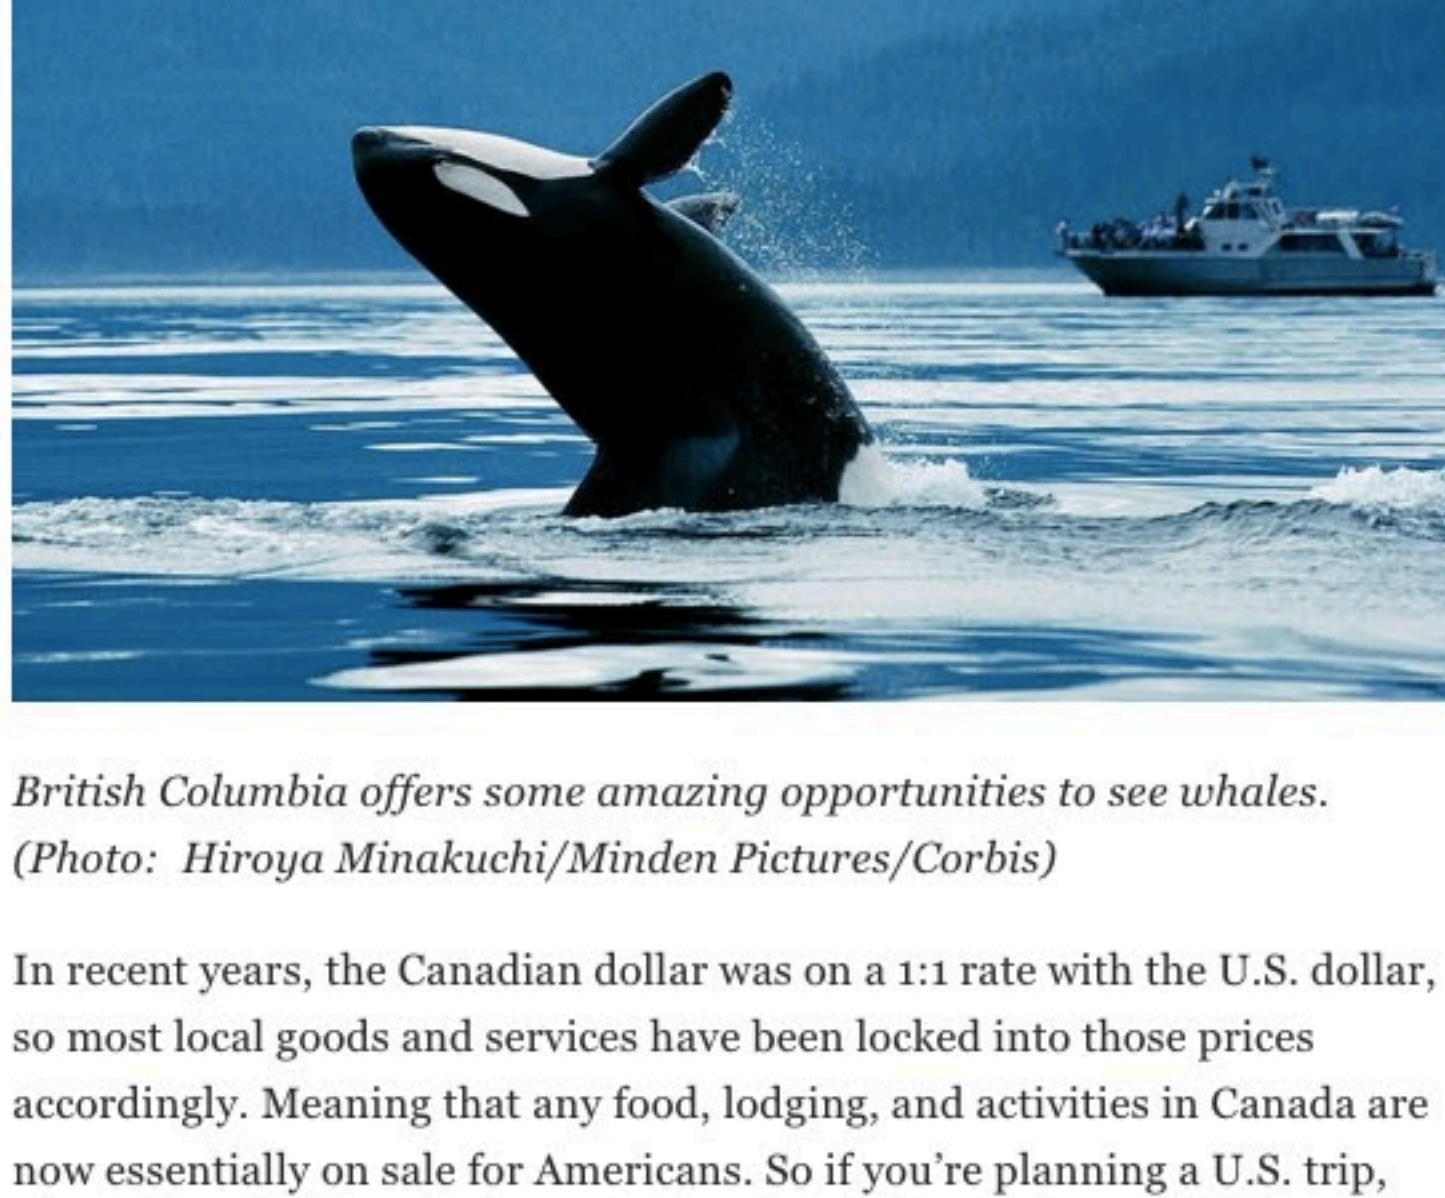 British Columbia offers some amazing opportunities to see whales.
(Photo:  Hiroya Minakuchi/Minden Pictures/Corbis)
In recent years, the Canadian dollar was on a 1:1 rate with the U.S. dollar,
so most local goods and services have been locked into those prices
accordingly. Meaning that any food, lodging, and activities in Canada are
now essentially on sale for Americans. So if you’re planning a U.S. trip,